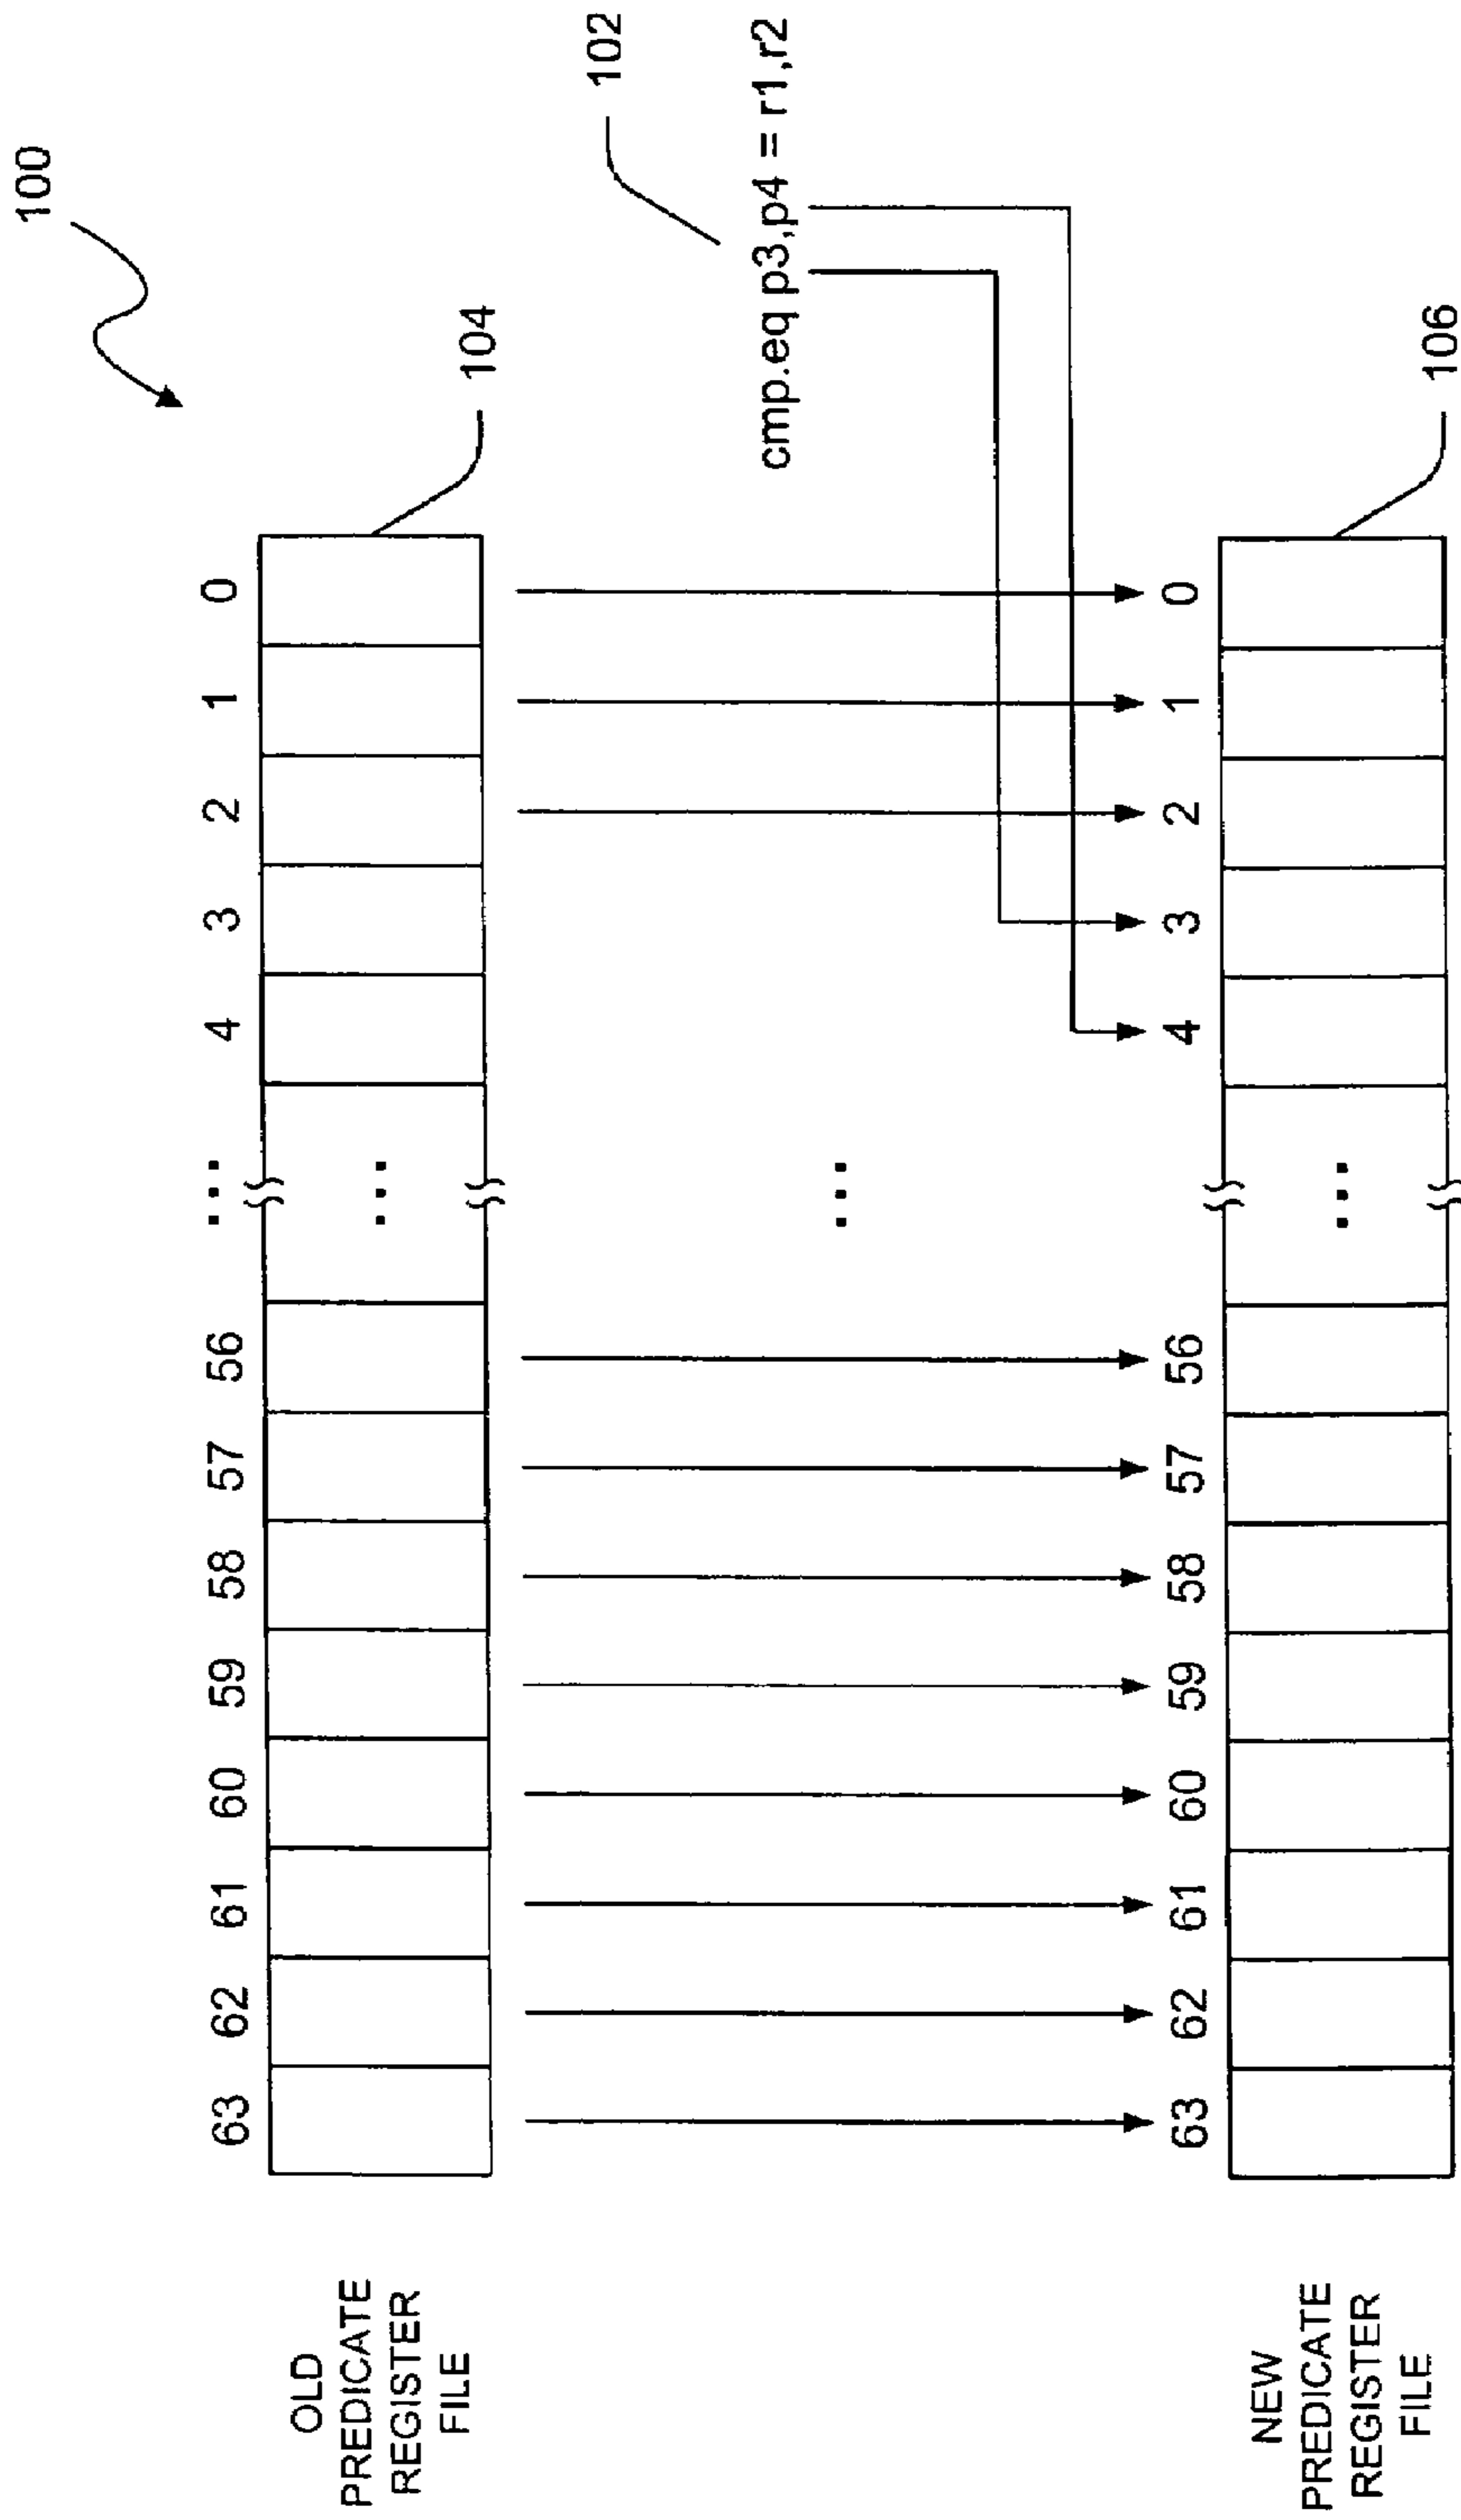 100
OLD
PREDICATE
REGISTER
FILE
63 62 61 60 59 58 57 56 ... 4 3 2 1 0
104
...
102
cmp.eq p3,p4 = r1,r2
...
NEW
PREDICATE
REGISTER
FILE
63 62 61 60 59 58 57 56 4 3 2 1 0
106
...